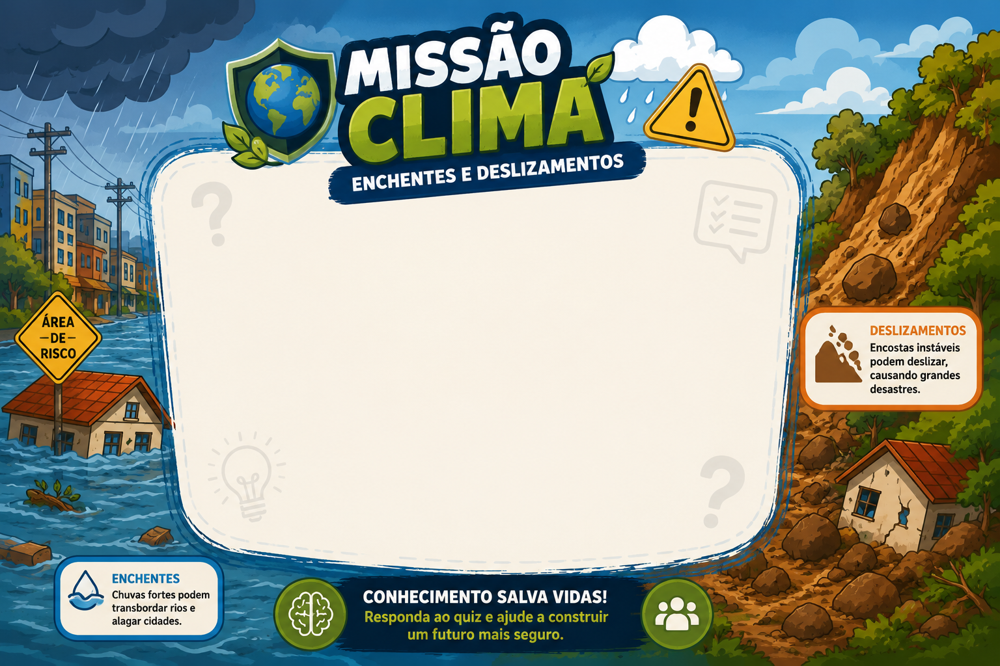 MISSÃO
CLIMA
ENCHENTES E DESLIZAMENTOS
ÁREA
DE
RISCO
DESLIZAMENTOS
Encostas instáveis
podem deslizar,
causando grandes
desastres.
ENCHENTES
Chuvas fortes podem
transbordar rios e
alagar cidades.
CONHECIMENTO SALVA VIDAS!
Responda ao quiz e ajude a construir
um futuro mais seguro.